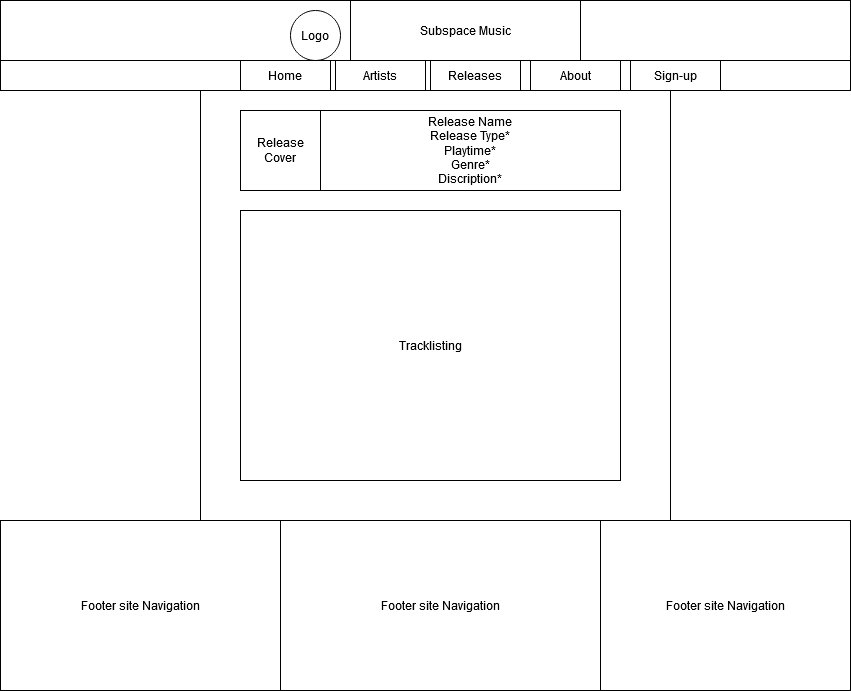 Logo
Subspace Music
Home
Artists
Releases
About
Sign-up
Release
Cover
Release Name
Release Type*
Playtime*
Genre*
Discription*
Tracklisting
Footer site Navigation
Footer site Navigation
Footer site Navigation